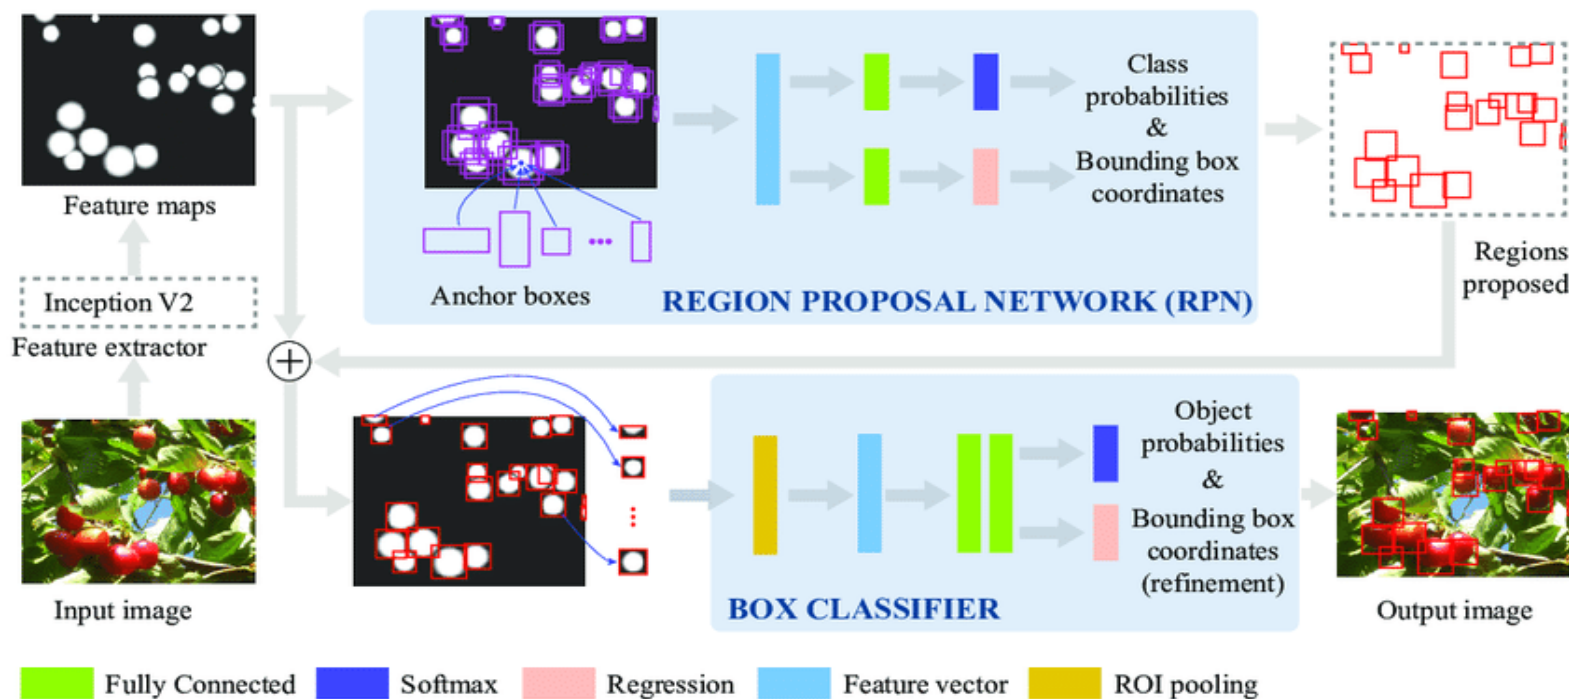 Feature maps
Inception V2
Feature extractor
Input image
Anchor boxes
Class
probabilities
&
Bounding box
coordinates
REGION PROPOSAL NETWORK (RPN)
Regions
proposed
Object
probabilities
&
Bounding box
coordinates
(refinement)
BOX CLASSIFIER
Output image
Fully Connected
Softmax
Regression
Feature vector
ROI pooling